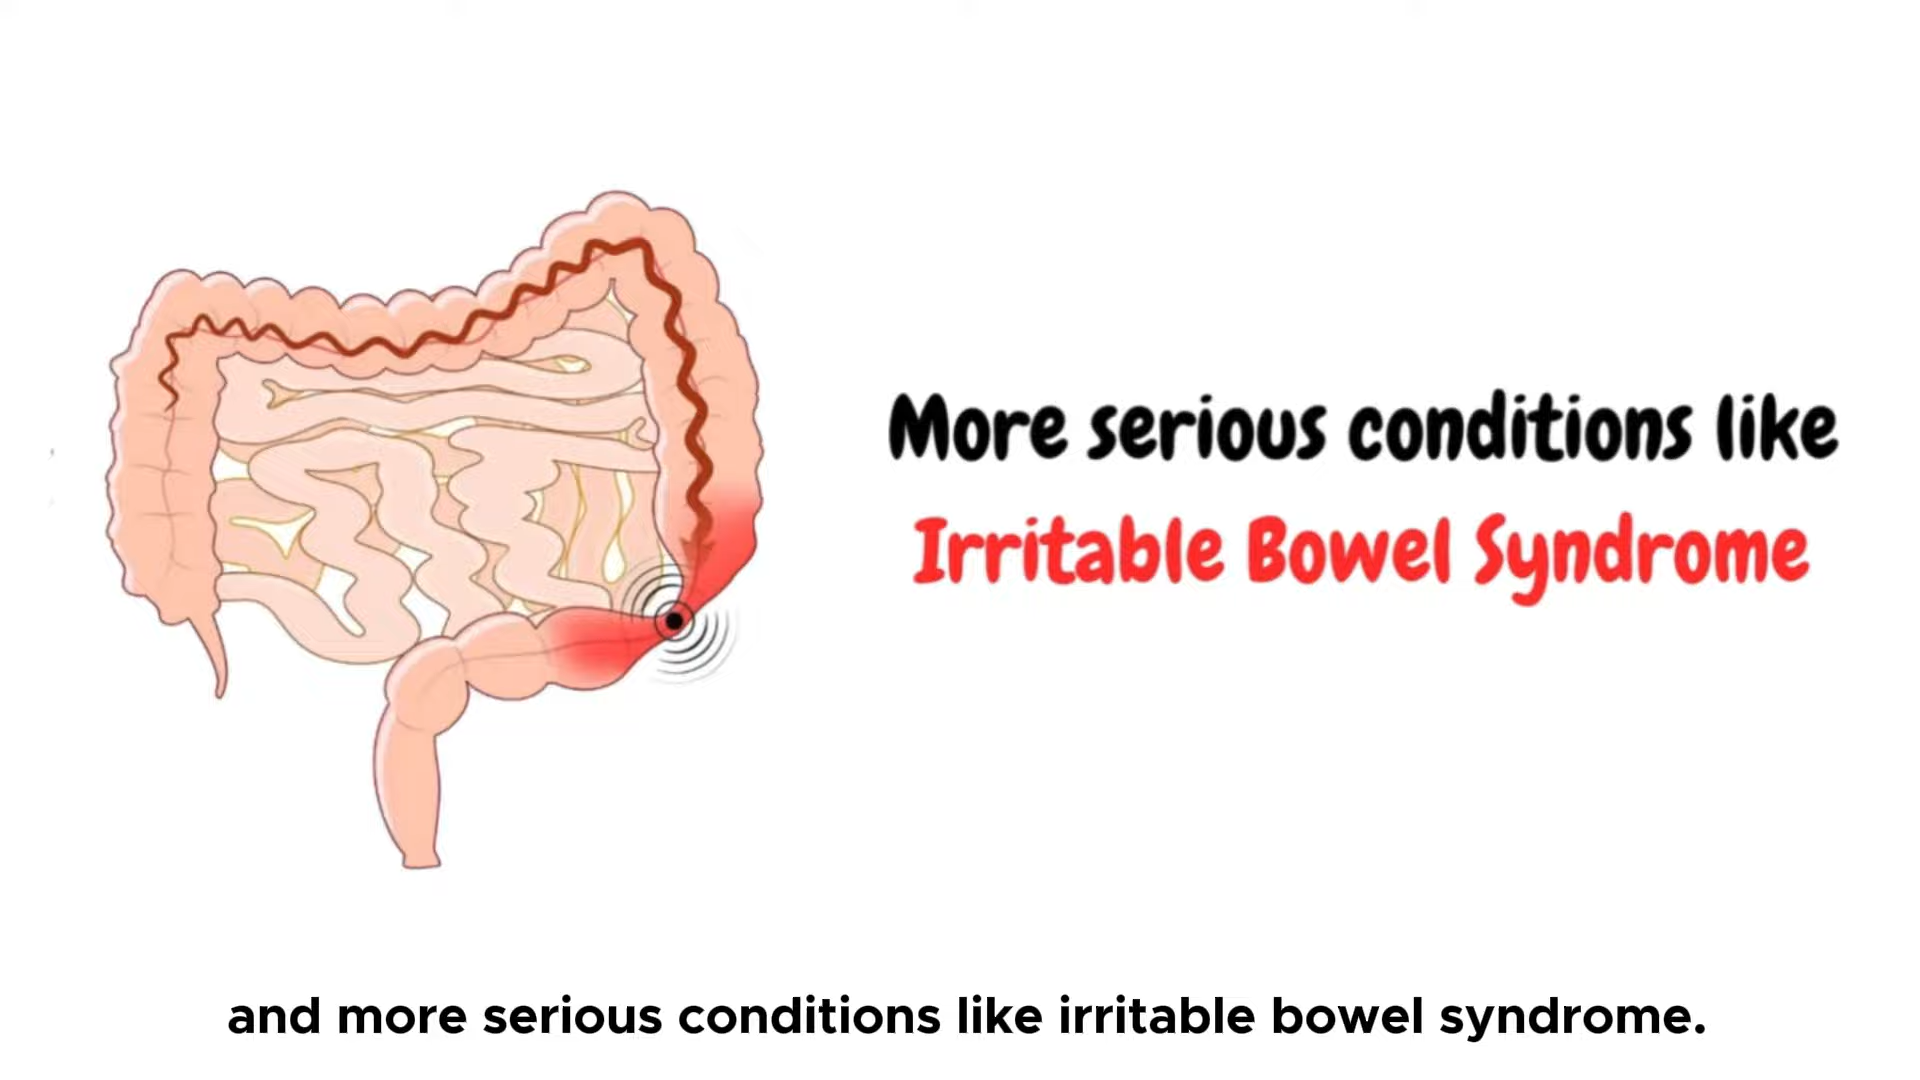 More serious conditions like
Irritable Bowel Syndrome
and more serious conditions like irritable bowel syndrome.